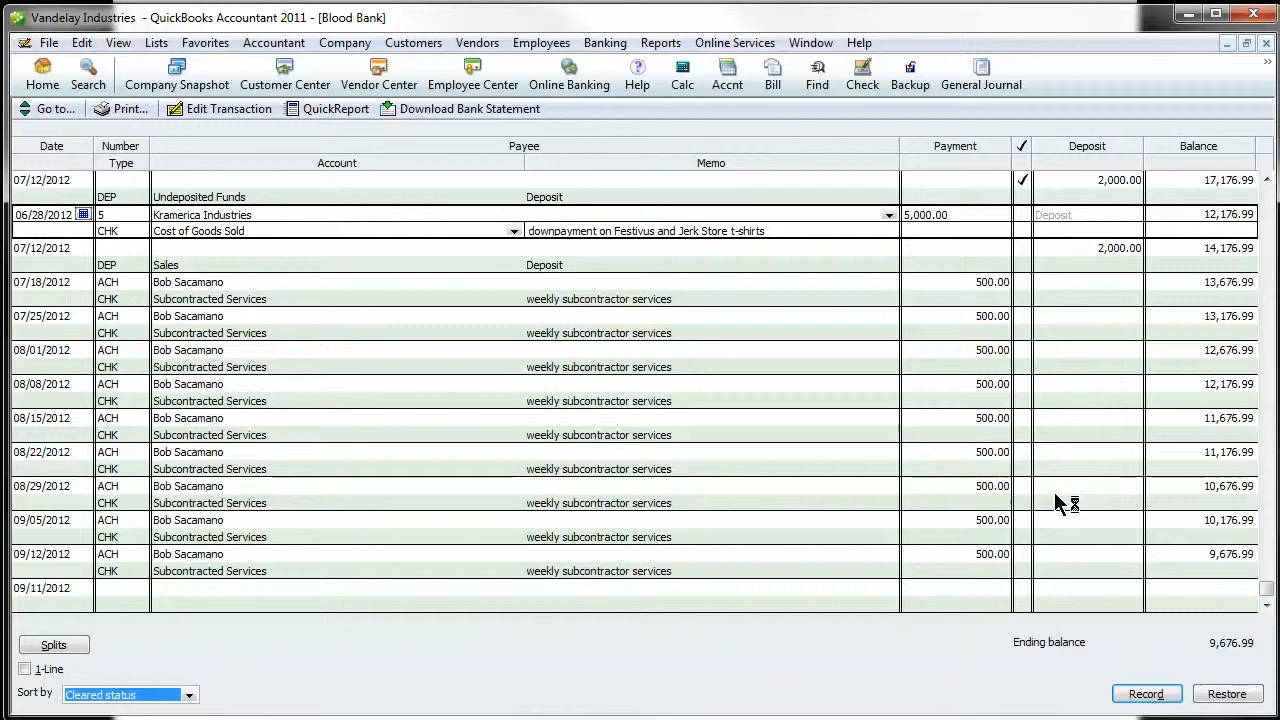 Vandelay Industries - QuickBooks Accountant 2011 - [Blood Bank]
File Edit View Lists Favorites Accountant Company Customers Vendors Employees Banking Reports Online Services Window Help
Home Search Company Snapshot Customer Center Vendor Center Employee Center Online Banking Help Calc Accnt Bill Find Check Backup General Journal
Go to... Print... Edit Transaction QuickReport Download Bank Statement
Date Number Payee Payment ✓ Deposit Balance
Type Account Memo
07/12/2012 ✓ 2,000.00 17,176.99
DEP Undeposited Funds Deposit
06/28/2012 5 Kramerica Industries 5,000.00 Deposit 12,176.99
CHK Cost of Goods Sold downpayment on Festivus and Jerk Store t-shirts
07/12/2012 2,000.00 14,176.99
DEP Sales Deposit
07/18/2012 ACH Bob Sacamano 500.00 13,676.99
CHK Subcontracted Services weekly subcontractor services
07/25/2012 ACH Bob Sacamano 500.00 13,176.99
CHK Subcontracted Services weekly subcontractor services
08/01/2012 ACH Bob Sacamano 500.00 12,676.99
CHK Subcontracted Services weekly subcontractor services
08/08/2012 ACH Bob Sacamano 500.00 12,176.99
CHK Subcontracted Services weekly subcontractor services
08/15/2012 ACH Bob Sacamano 500.00 11,676.99
CHK Subcontracted Services weekly subcontractor services
08/22/2012 ACH Bob Sacamano 500.00 11,176.99
CHK Subcontracted Services weekly subcontractor services
08/29/2012 ACH Bob Sacamano 500.00 10,676.99
CHK Subcontracted Services weekly subcontractor services
09/05/2012 ACH Bob Sacamano 500.00 10,176.99
CHK Subcontracted Services weekly subcontractor services
09/12/2012 ACH Bob Sacamano 500.00 9,676.99
CHK Subcontracted Services weekly subcontractor services
09/11/2012
Splits Ending balance 9,676.99
1-Line
Sort by Cleared status Record Restore